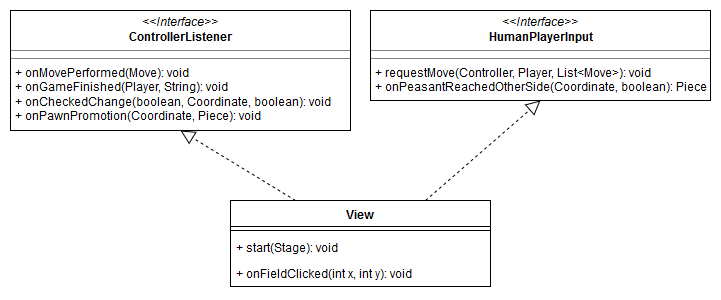 <<Interface>>
ControllerListener
+ onMovePerformed(Move): void
+ onGameFinished(Player, String): void
+ onCheckedChange(boolean, Coordinate, boolean): void
+ onPawnPromotion(Coordinate, Piece): void
<<Interface>>
HumanPlayerInput
+ requestMove(Controller, Player, List<Move>): void
+ onPeasantReachedOtherSide(Coordinate, boolean): Piece
View
+ start(Stage): void
+ onFieldClicked(int x, int y): void